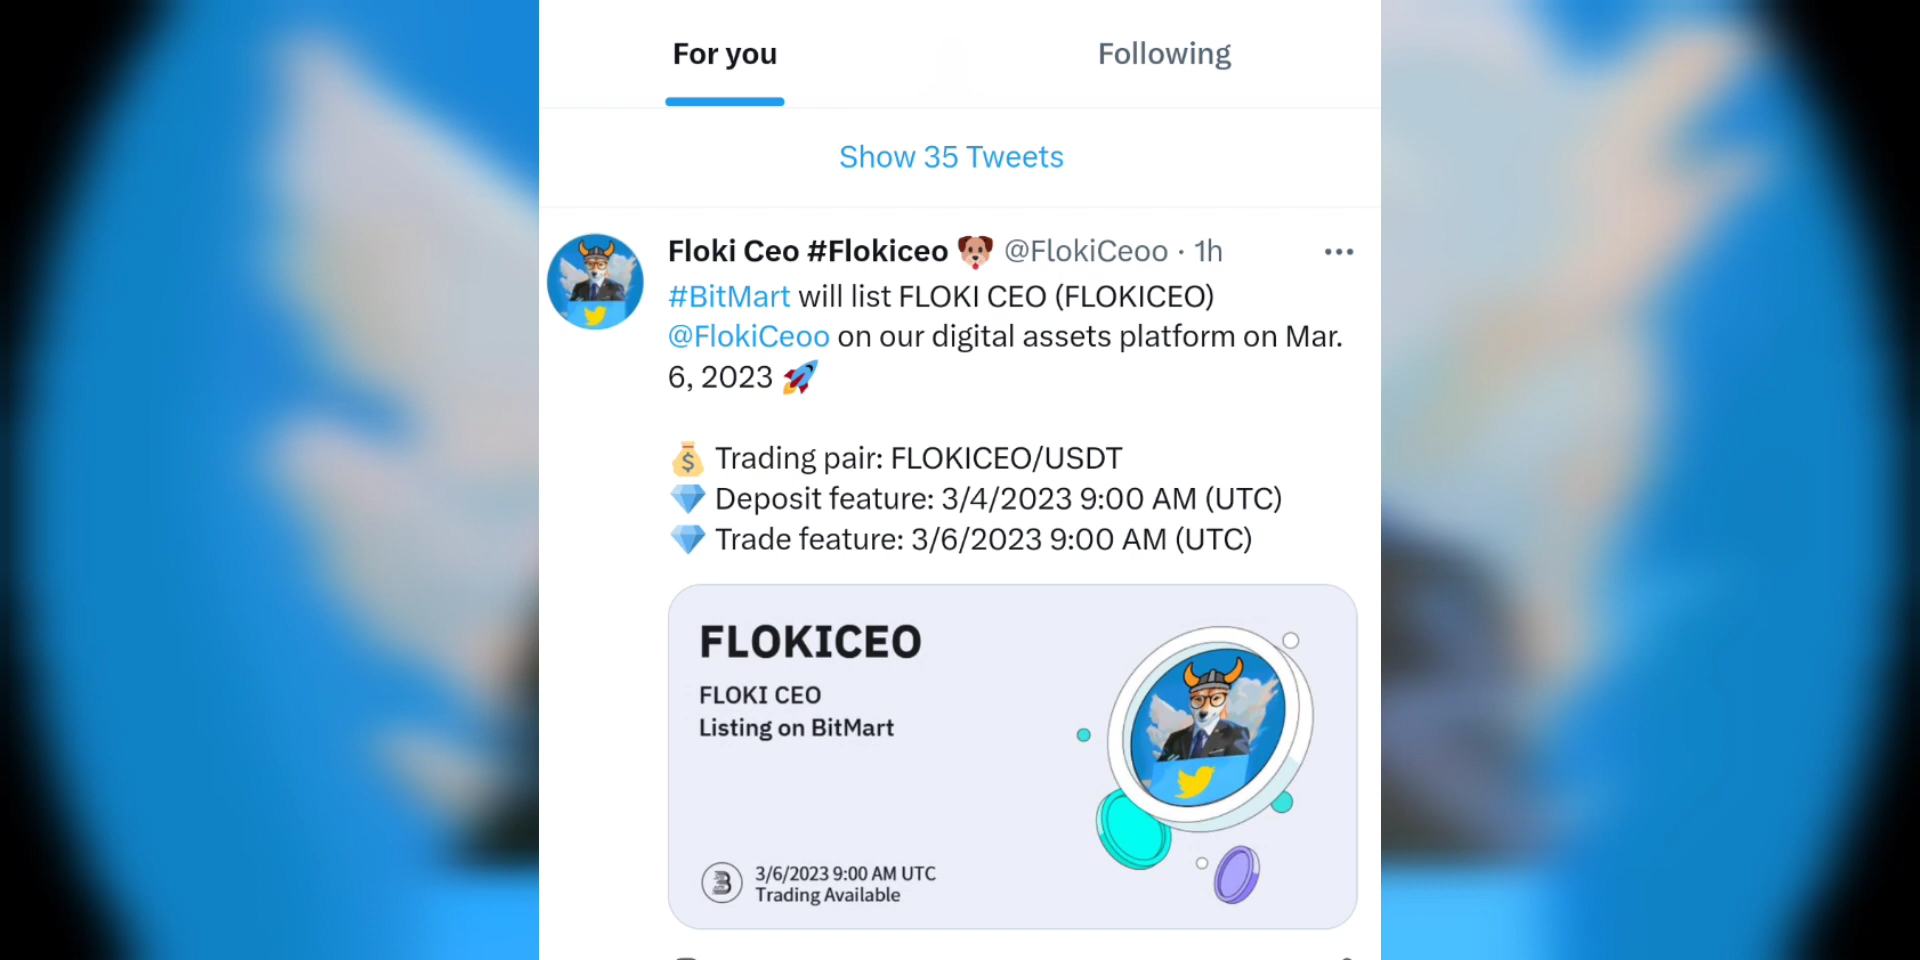 For you
Following
Show 35 Tweets
Floki Ceo #Flokiceo 🐶 @FlokiCeoo · 1h
#BitMart will list FLOKI CEO (FLOKICEO)
@FlokiCeoo on our digital assets platform on Mar.
6, 2023 🚀
💰 Trading pair: FLOKICEO/USDT
💎 Deposit feature: 3/4/2023 9:00 AM (UTC)
💎 Trade feature: 3/6/2023 9:00 AM (UTC)
FLOKICEO
FLOKI CEO
Listing on BitMart
3/6/2023 9:00 AM UTC
Trading Available